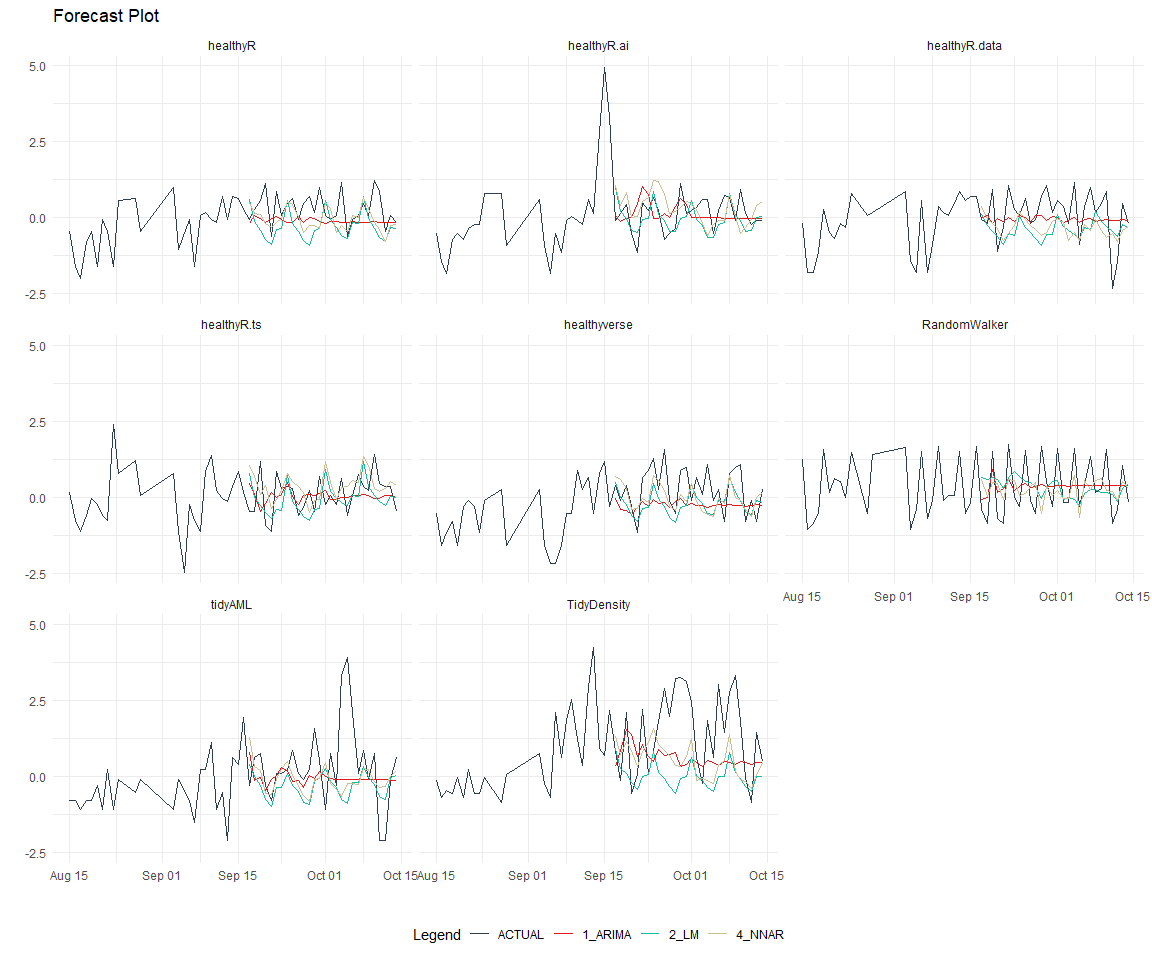 Forecast Plot
healthyR healthyR.ai healthyR.data
5.0
2.5
0.0
-2.5
healthyR.ts healthyverse RandomWalker
5.0
2.5
0.0
-2.5
Aug 15 Sep 01 Sep 15 Oct 01 Oct 15
tidyAML TidyDensity
5.0
2.5
0.0
-2.5
Aug 15 Sep 01 Sep 15 Oct 01 Oct 15 Aug 15 Sep 01 Sep 15 Oct 01 Oct 15
Legend ACTUAL 1_ARIMA 2_LM 4_NNAR